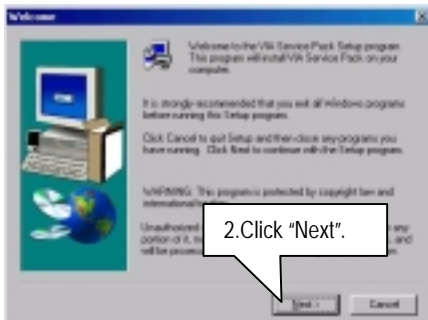 Welcome
Welcome to the VIA Service Pack Setup program.
This program will install VIA Service Pack on your
computer.
It is strongly recommended that you exit all Windows programs
before running this Setup program.
Click Cancel to quit Setup and then close any programs you
have running. Click Next to continue with the Setup program.
WARNING: This program is protected by copyright law and
international
Unauthorized any
portion of it, and
will be
2.Click “Next”.
Next >
Cancel